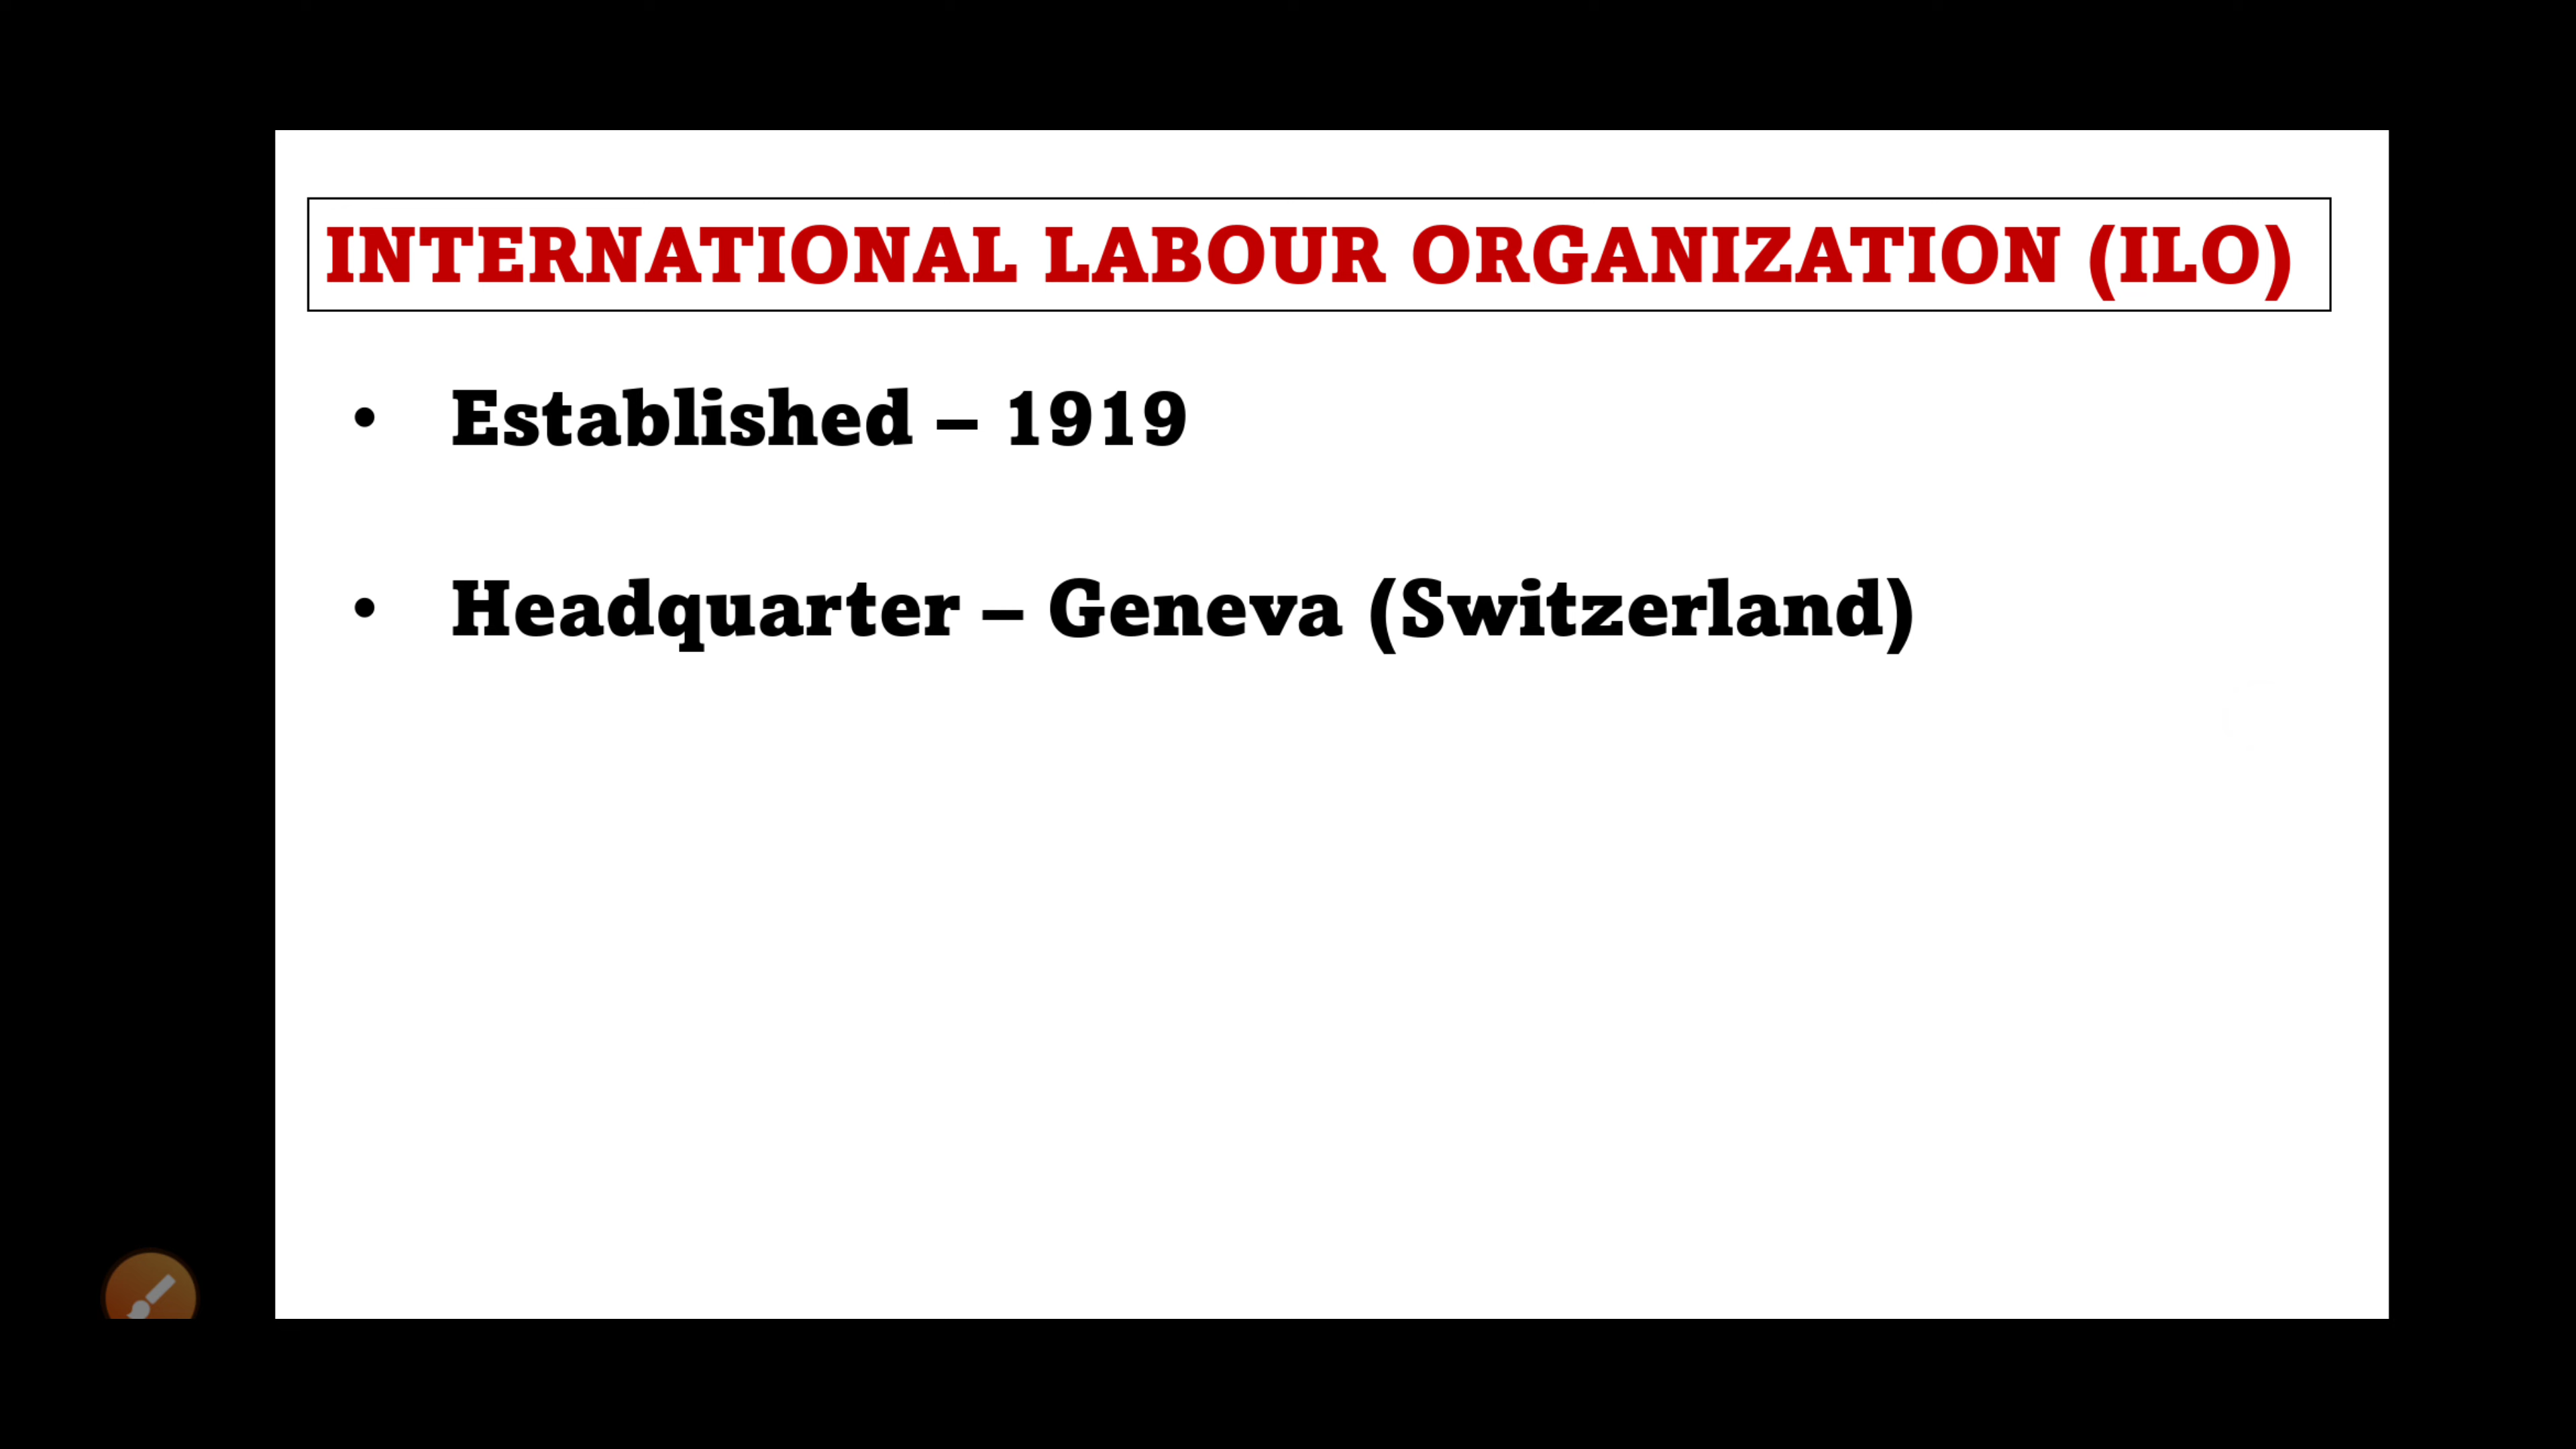 INTERNATIONAL LABOUR ORGANIZATION (ILO)
• Established – 1919
• Headquarter – Geneva (Switzerland)